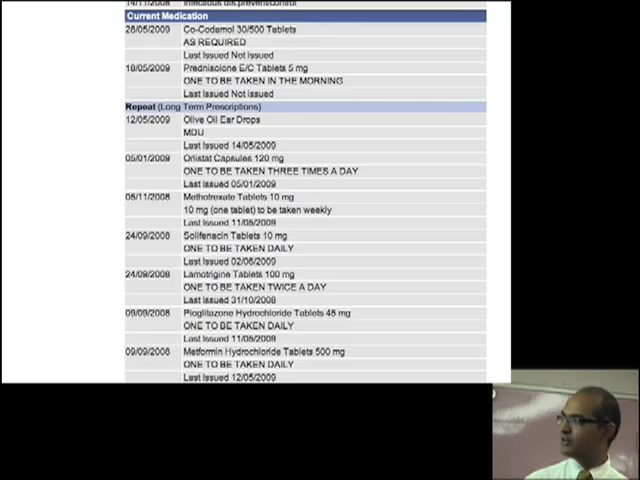 14/11/2008 Infectious dis.prevent/control
Current Medication
28/05/2009 Co-Codamol 30/500 Tablets
AS REQUIRED
Last Issued Not Issued
18/05/2009 Prednisolone E/C Tablets 5 mg
ONE TO BE TAKEN IN THE MORNING
Last Issued Not Issued
Repeat (Long Term Prescriptions)
12/05/2009 Olive Oil Ear Drops
MDU
Last Issued 14/05/2009
05/01/2009 Orlistat Capsules 120 mg
ONE TO BE TAKEN THREE TIMES A DAY
Last Issued 05/01/2009
06/11/2008 Methotrexate Tablets 10 mg
10 mg (one tablet) to be taken weekly
Last Issued 11/05/2009
24/09/2008 Solifenacin Tablets 10 mg
ONE TO BE TAKEN DAILY
Last Issued 02/06/2009
24/09/2008 Lamotrigine Tablets 100 mg
ONE TO BE TAKEN TWICE A DAY
Last Issued 31/10/2008
09/09/2008 Pioglitazone Hydrochloride Tablets 45 mg
ONE TO BE TAKEN DAILY
Last Issued 11/05/2009
09/09/2008 Metformin Hydrochloride Tablets 500 mg
ONE TO BE TAKEN DAILY
Last Issued 12/05/2009